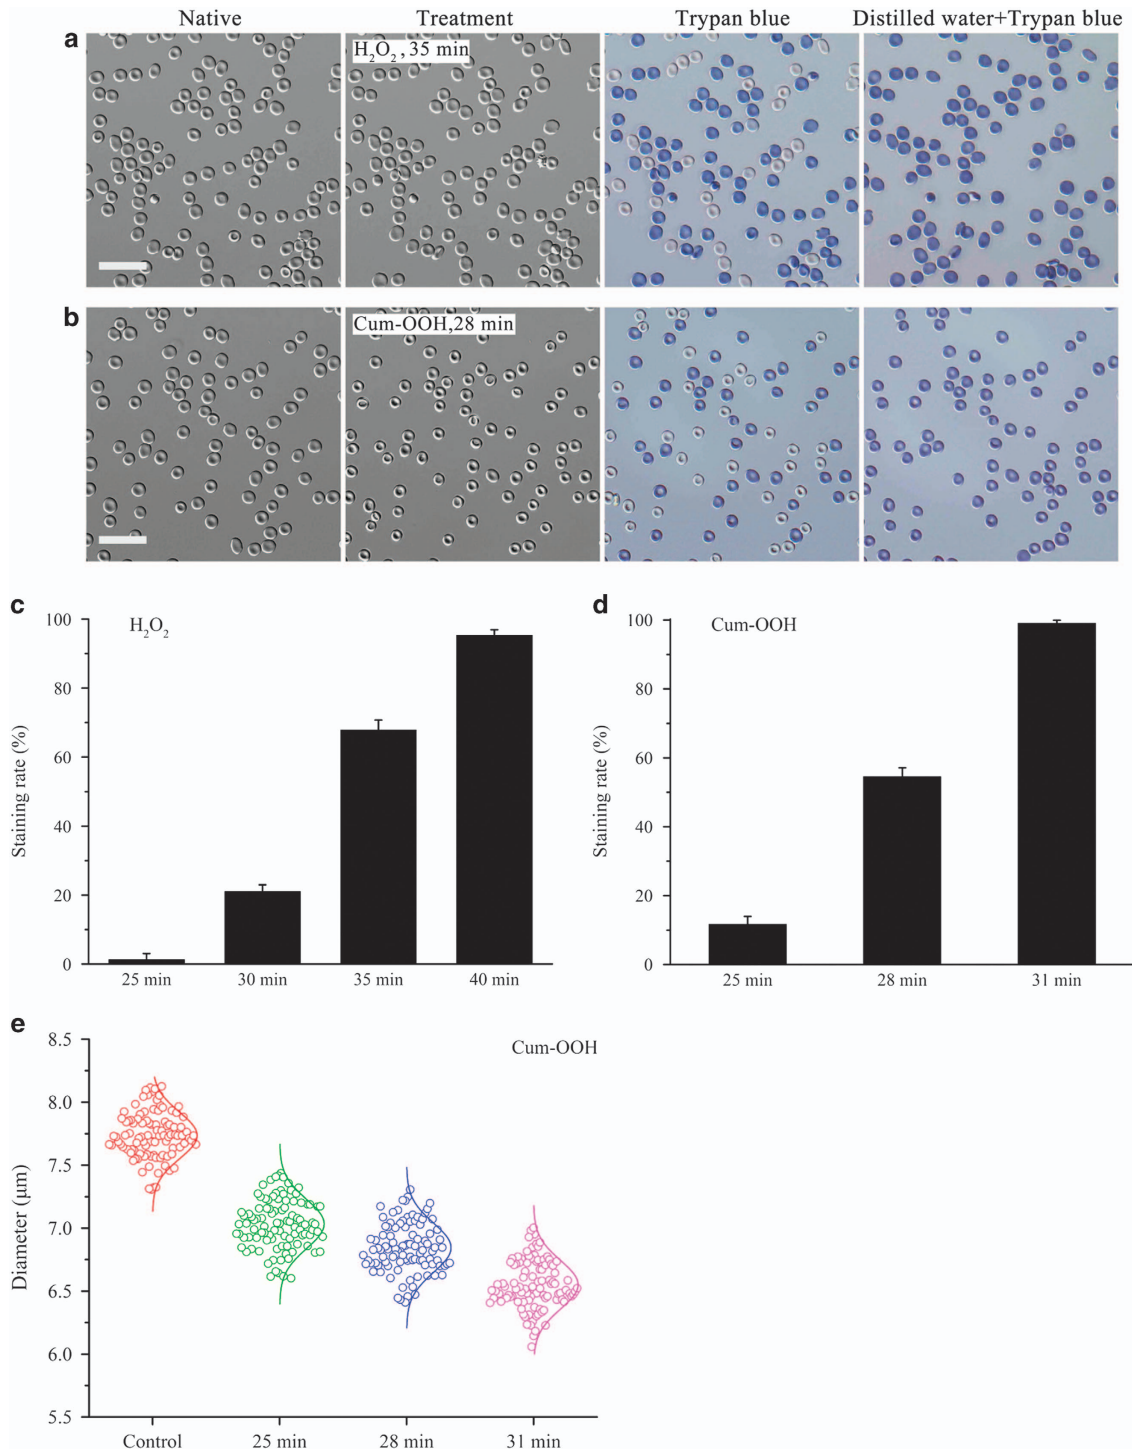 Native Treatment Trypan blue Distilled water+Trypan blue
a
H₂O₂ , 35 min
b
Cum-OOH,28 min
c
H₂O₂
Staining rate (%)
100
80
60
40
20
0
25 min 30 min 35 min 40 min
d
Cum-OOH
Staining rate (%)
100
80
60
40
20
0
25 min 28 min 31 min
e
Cum-OOH
Diameter (μm)
8.5
8.0
7.5
7.0
6.5
6.0
5.5
Control 25 min 28 min 31 min